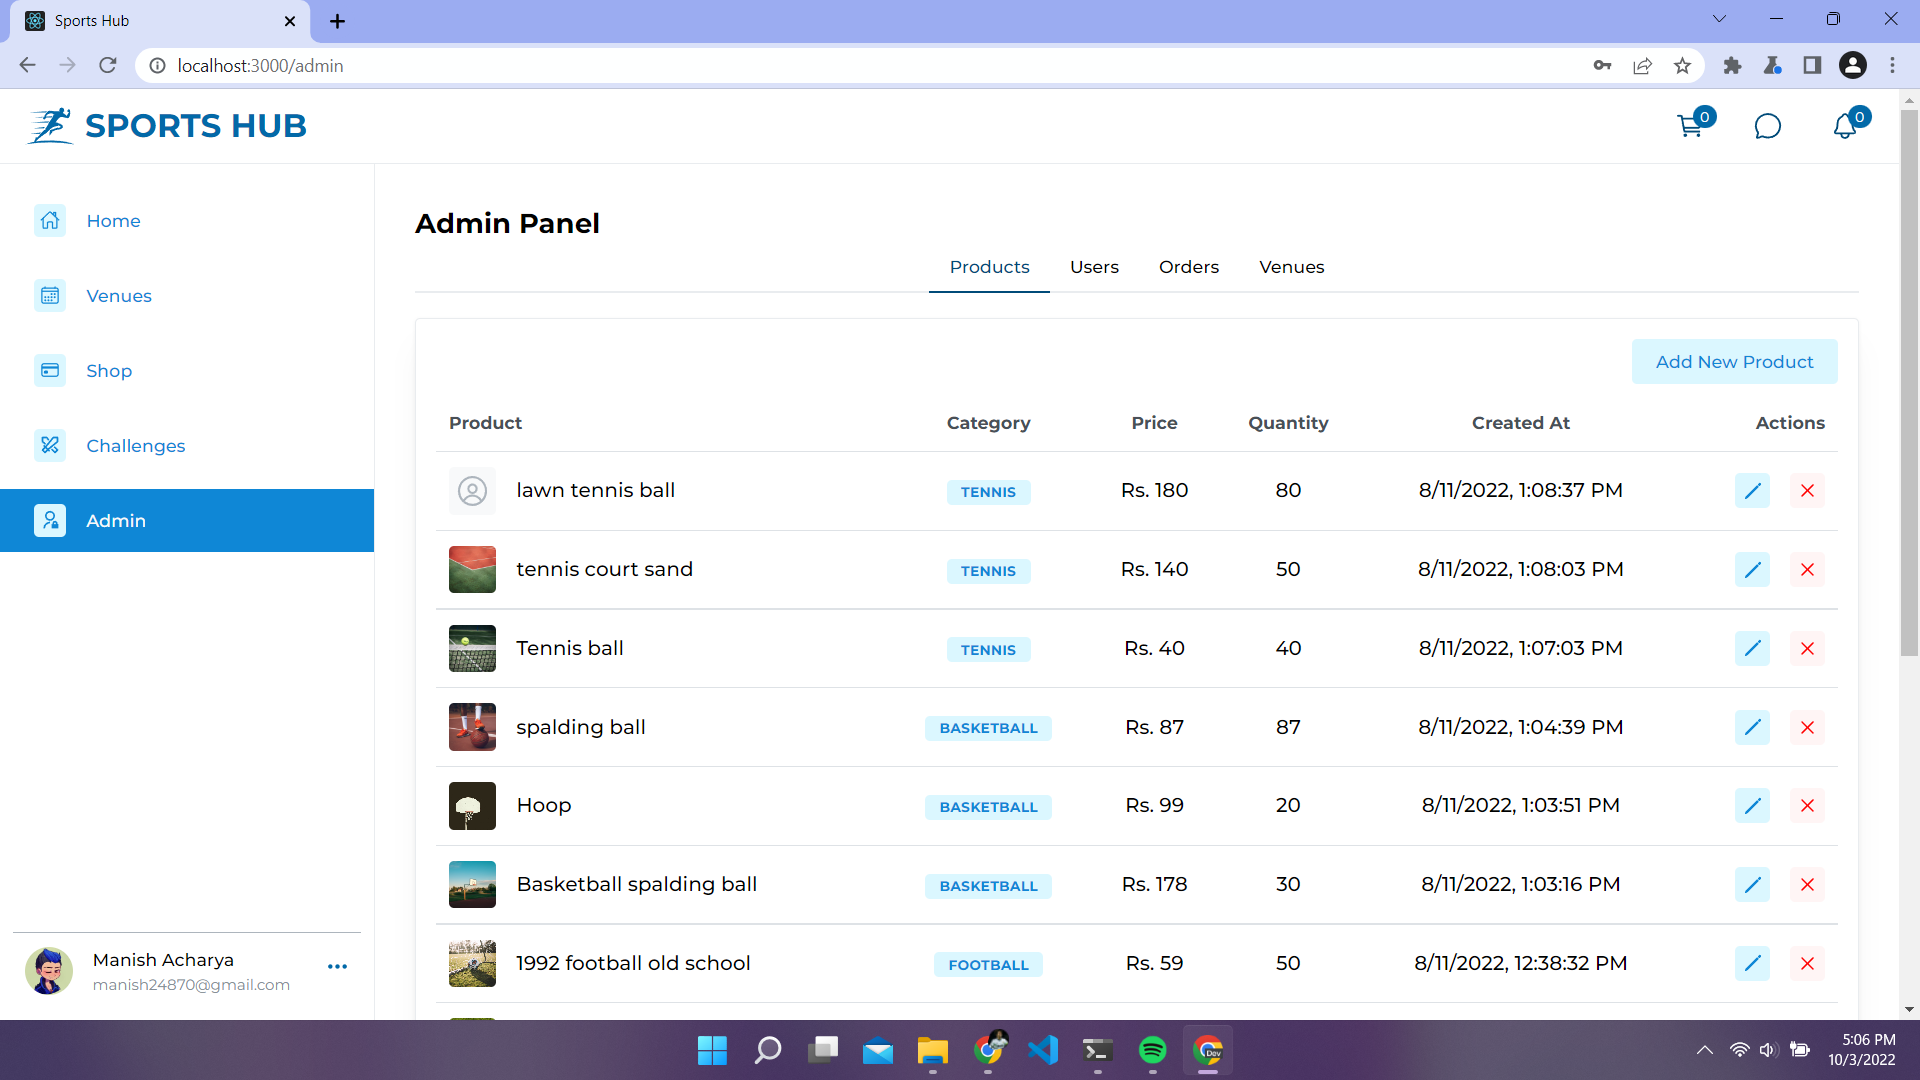 Sports Hub
localhost:3000/admin
SPORTS HUB
0
0
Home
Venues
Shop
Challenges
Admin
Manish Acharya
manish24870@gmail.com
Admin Panel
Products Users Orders Venues
Add New Product
Product Category Price Quantity Created At Actions
lawn tennis ball TENNIS Rs. 180 80 8/11/2022, 1:08:37 PM
tennis court sand TENNIS Rs. 140 50 8/11/2022, 1:08:03 PM
Tennis ball TENNIS Rs. 40 40 8/11/2022, 1:07:03 PM
spalding ball BASKETBALL Rs. 87 87 8/11/2022, 1:04:39 PM
Hoop BASKETBALL Rs. 99 20 8/11/2022, 1:03:51 PM
Basketball spalding ball BASKETBALL Rs. 178 30 8/11/2022, 1:03:16 PM
1992 football old school FOOTBALL Rs. 59 50 8/11/2022, 12:38:32 PM
Dev
5:06 PM
10/3/2022